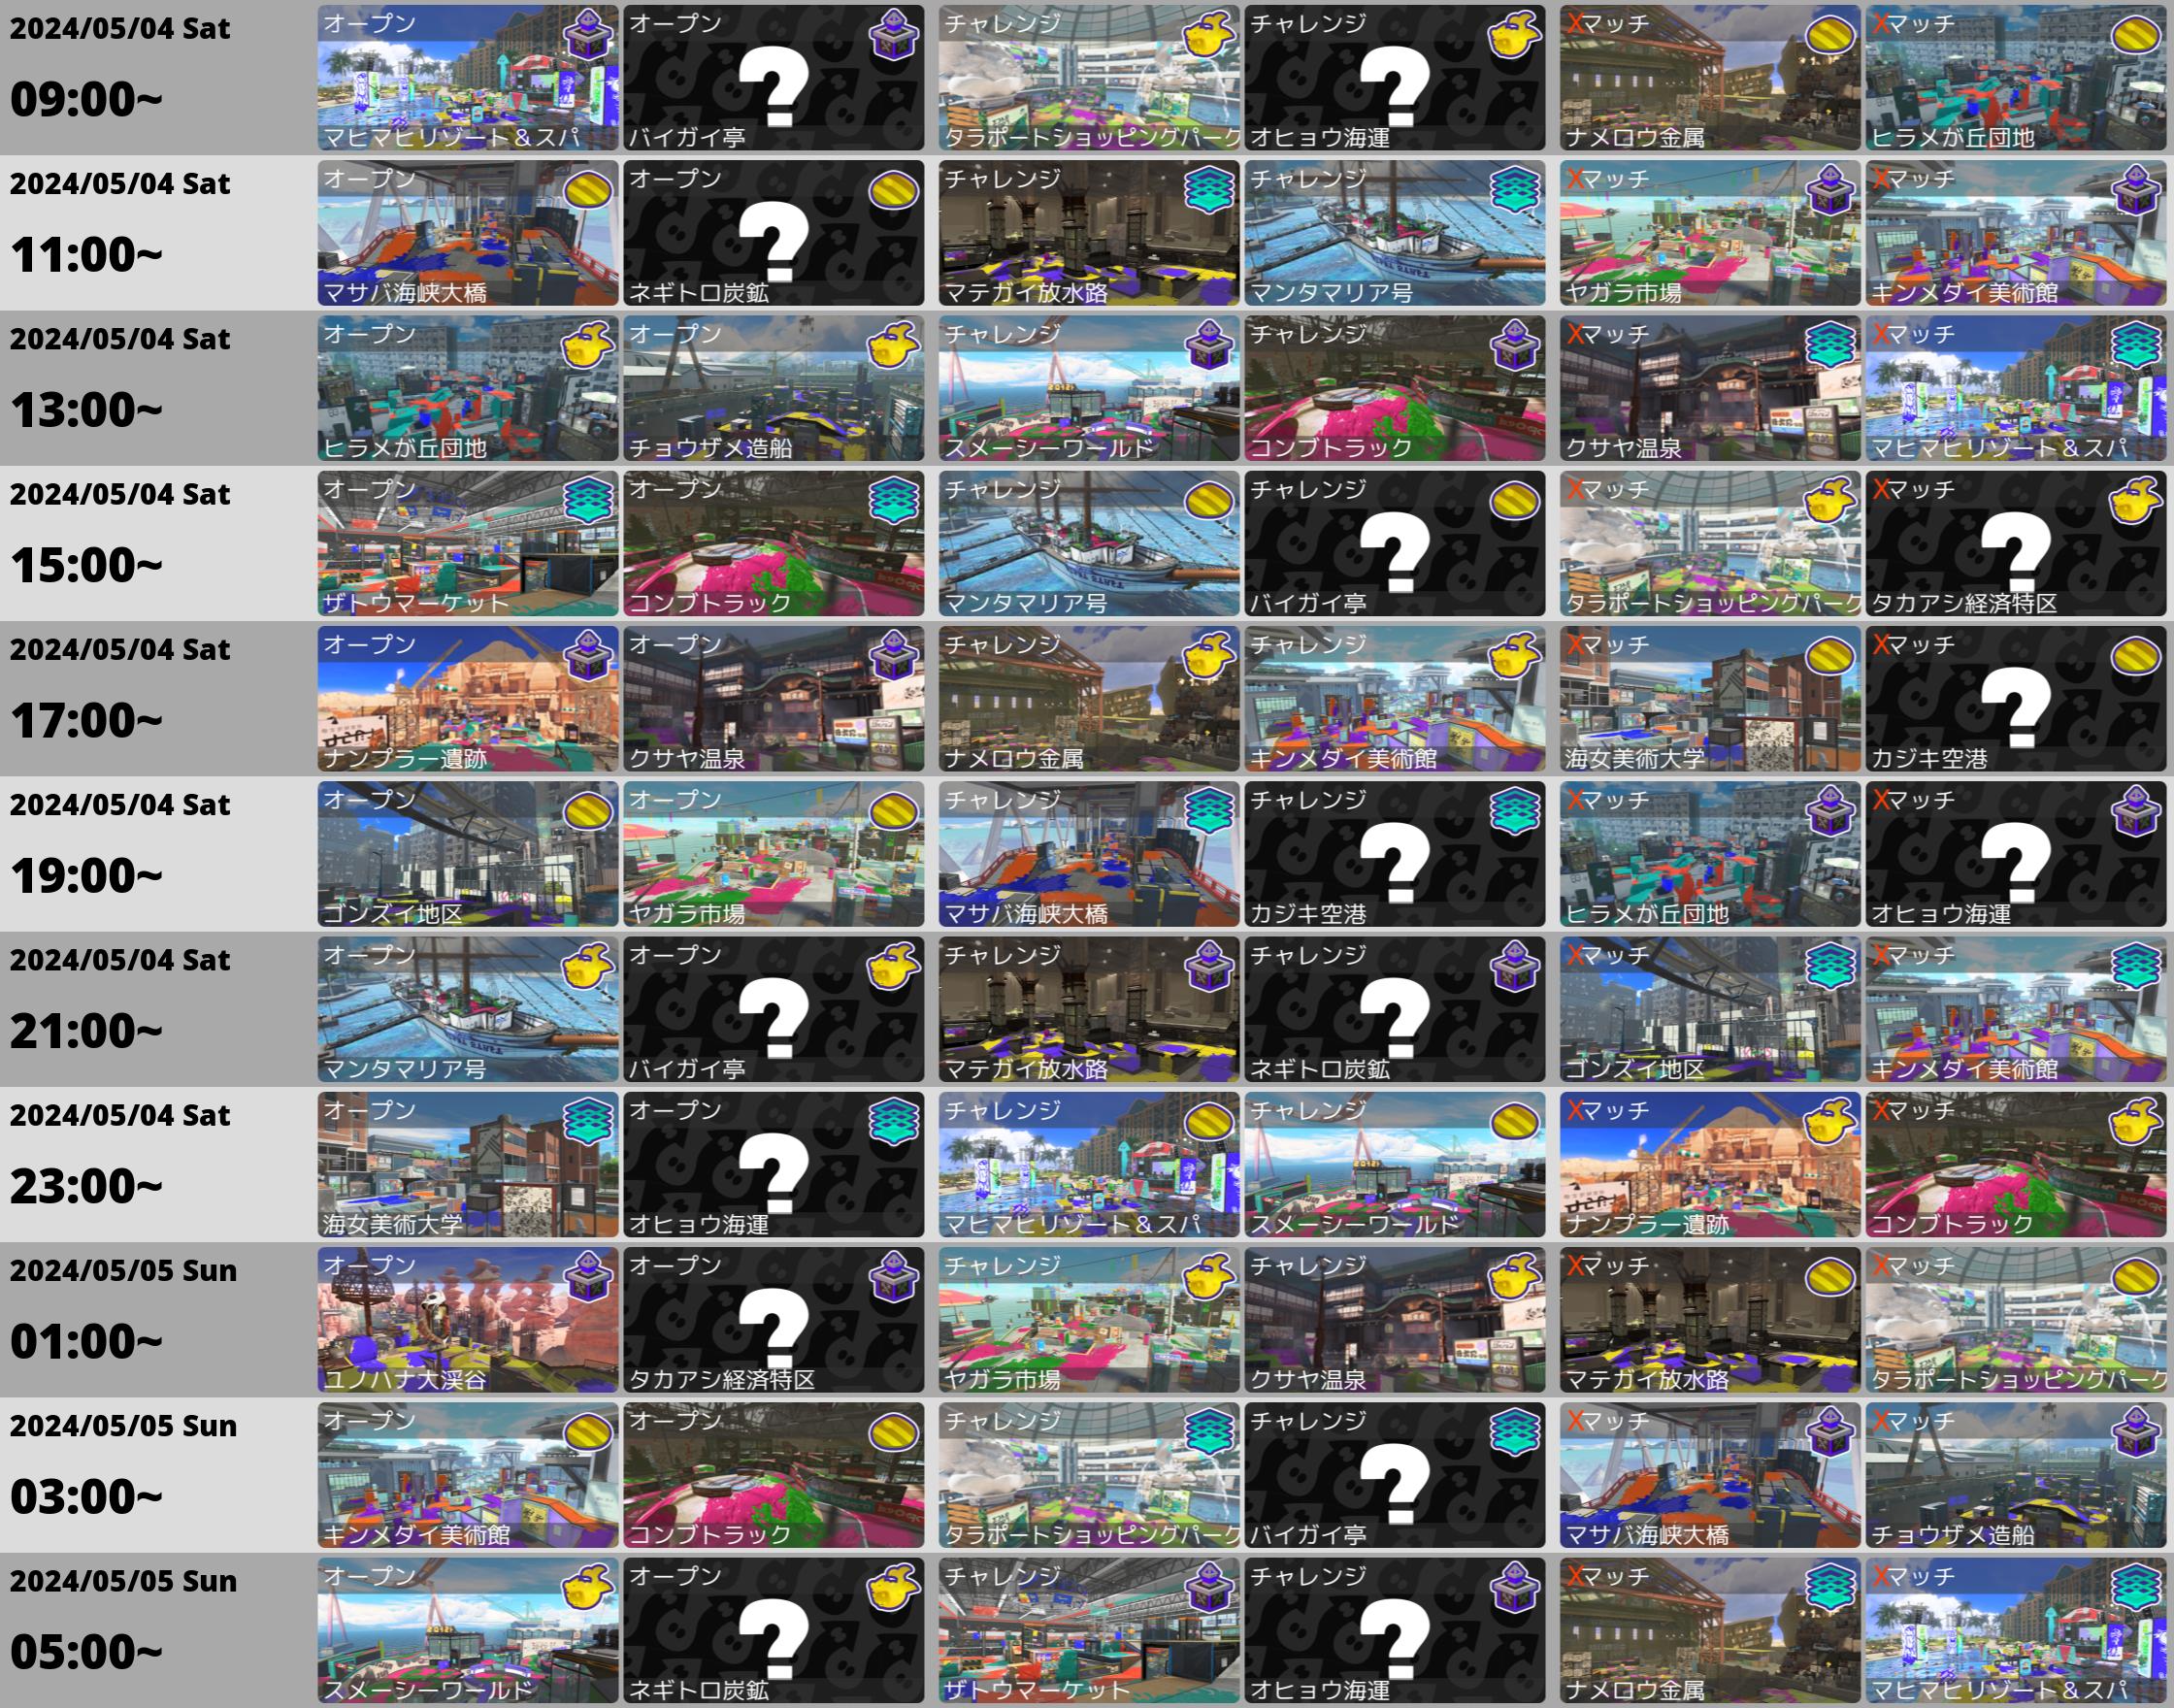 2024/05/04 Sat
09:00~
オープン
マヒマヒリゾート＆スパ
オープン
バイガイ亭
チャレンジ
タラポートショッピングパーク
チャレンジ
オヒョウ海運
Xマッチ
ナメロウ金属
Xマッチ
ヒラメが丘団地
2024/05/04 Sat
11:00~
オープン
マサバ海峡大橋
オープン
ネギトロ炭鉱
チャレンジ
マテガイ放水路
チャレンジ
マンタマリア号
Xマッチ
ヤガラ市場
Xマッチ
キンメダイ美術館
2024/05/04 Sat
13:00~
オープン
ヒラメが丘団地
オープン
チョウザメ造船
チャレンジ
スメーシーワールド
チャレンジ
コンブトラック
Xマッチ
クサヤ温泉
Xマッチ
マヒマヒリゾート＆スパ
2024/05/04 Sat
15:00~
オープン
ザトウマーケット
オープン
コンブトラック
チャレンジ
マンタマリア号
チャレンジ
バイガイ亭
Xマッチ
タラポートショッピングパーク
Xマッチ
タカアシ経済特区
2024/05/04 Sat
17:00~
オープン
ナンプラー遺跡
オープン
クサヤ温泉
チャレンジ
ナメロウ金属
チャレンジ
キンメダイ美術館
Xマッチ
海女美術大学
Xマッチ
カジキ空港
2024/05/04 Sat
19:00~
オープン
ゴンズイ地区
オープン
ヤガラ市場
チャレンジ
マサバ海峡大橋
チャレンジ
カジキ空港
Xマッチ
ヒラメが丘団地
Xマッチ
オヒョウ海運
2024/05/04 Sat
21:00~
オープン
マンタマリア号
オープン
バイガイ亭
チャレンジ
マテガイ放水路
チャレンジ
ネギトロ炭鉱
Xマッチ
ゴンズイ地区
Xマッチ
キンメダイ美術館
2024/05/04 Sat
23:00~
オープン
海女美術大学
オープン
オヒョウ海運
チャレンジ
マヒマヒリゾート＆スパ
チャレンジ
スメーシーワールド
Xマッチ
ナンプラー遺跡
Xマッチ
コンブトラック
2024/05/05 Sun
01:00~
オープン
ユノハナ大渓谷
オープン
タカアシ経済特区
チャレンジ
ヤガラ市場
チャレンジ
クサヤ温泉
Xマッチ
マテガイ放水路
Xマッチ
タラポートショッピングパーク
2024/05/05 Sun
03:00~
オープン
キンメダイ美術館
オープン
コンブトラック
チャレンジ
タラポートショッピングパーク
チャレンジ
バイガイ亭
Xマッチ
マサバ海峡大橋
Xマッチ
チョウザメ造船
2024/05/05 Sun
05:00~
オープン
スメーシーワールド
オープン
ネギトロ炭鉱
チャレンジ
ザトウマーケット
チャレンジ
オヒョウ海運
Xマッチ
ナメロウ金属
Xマッチ
マヒマヒリゾート＆スパ